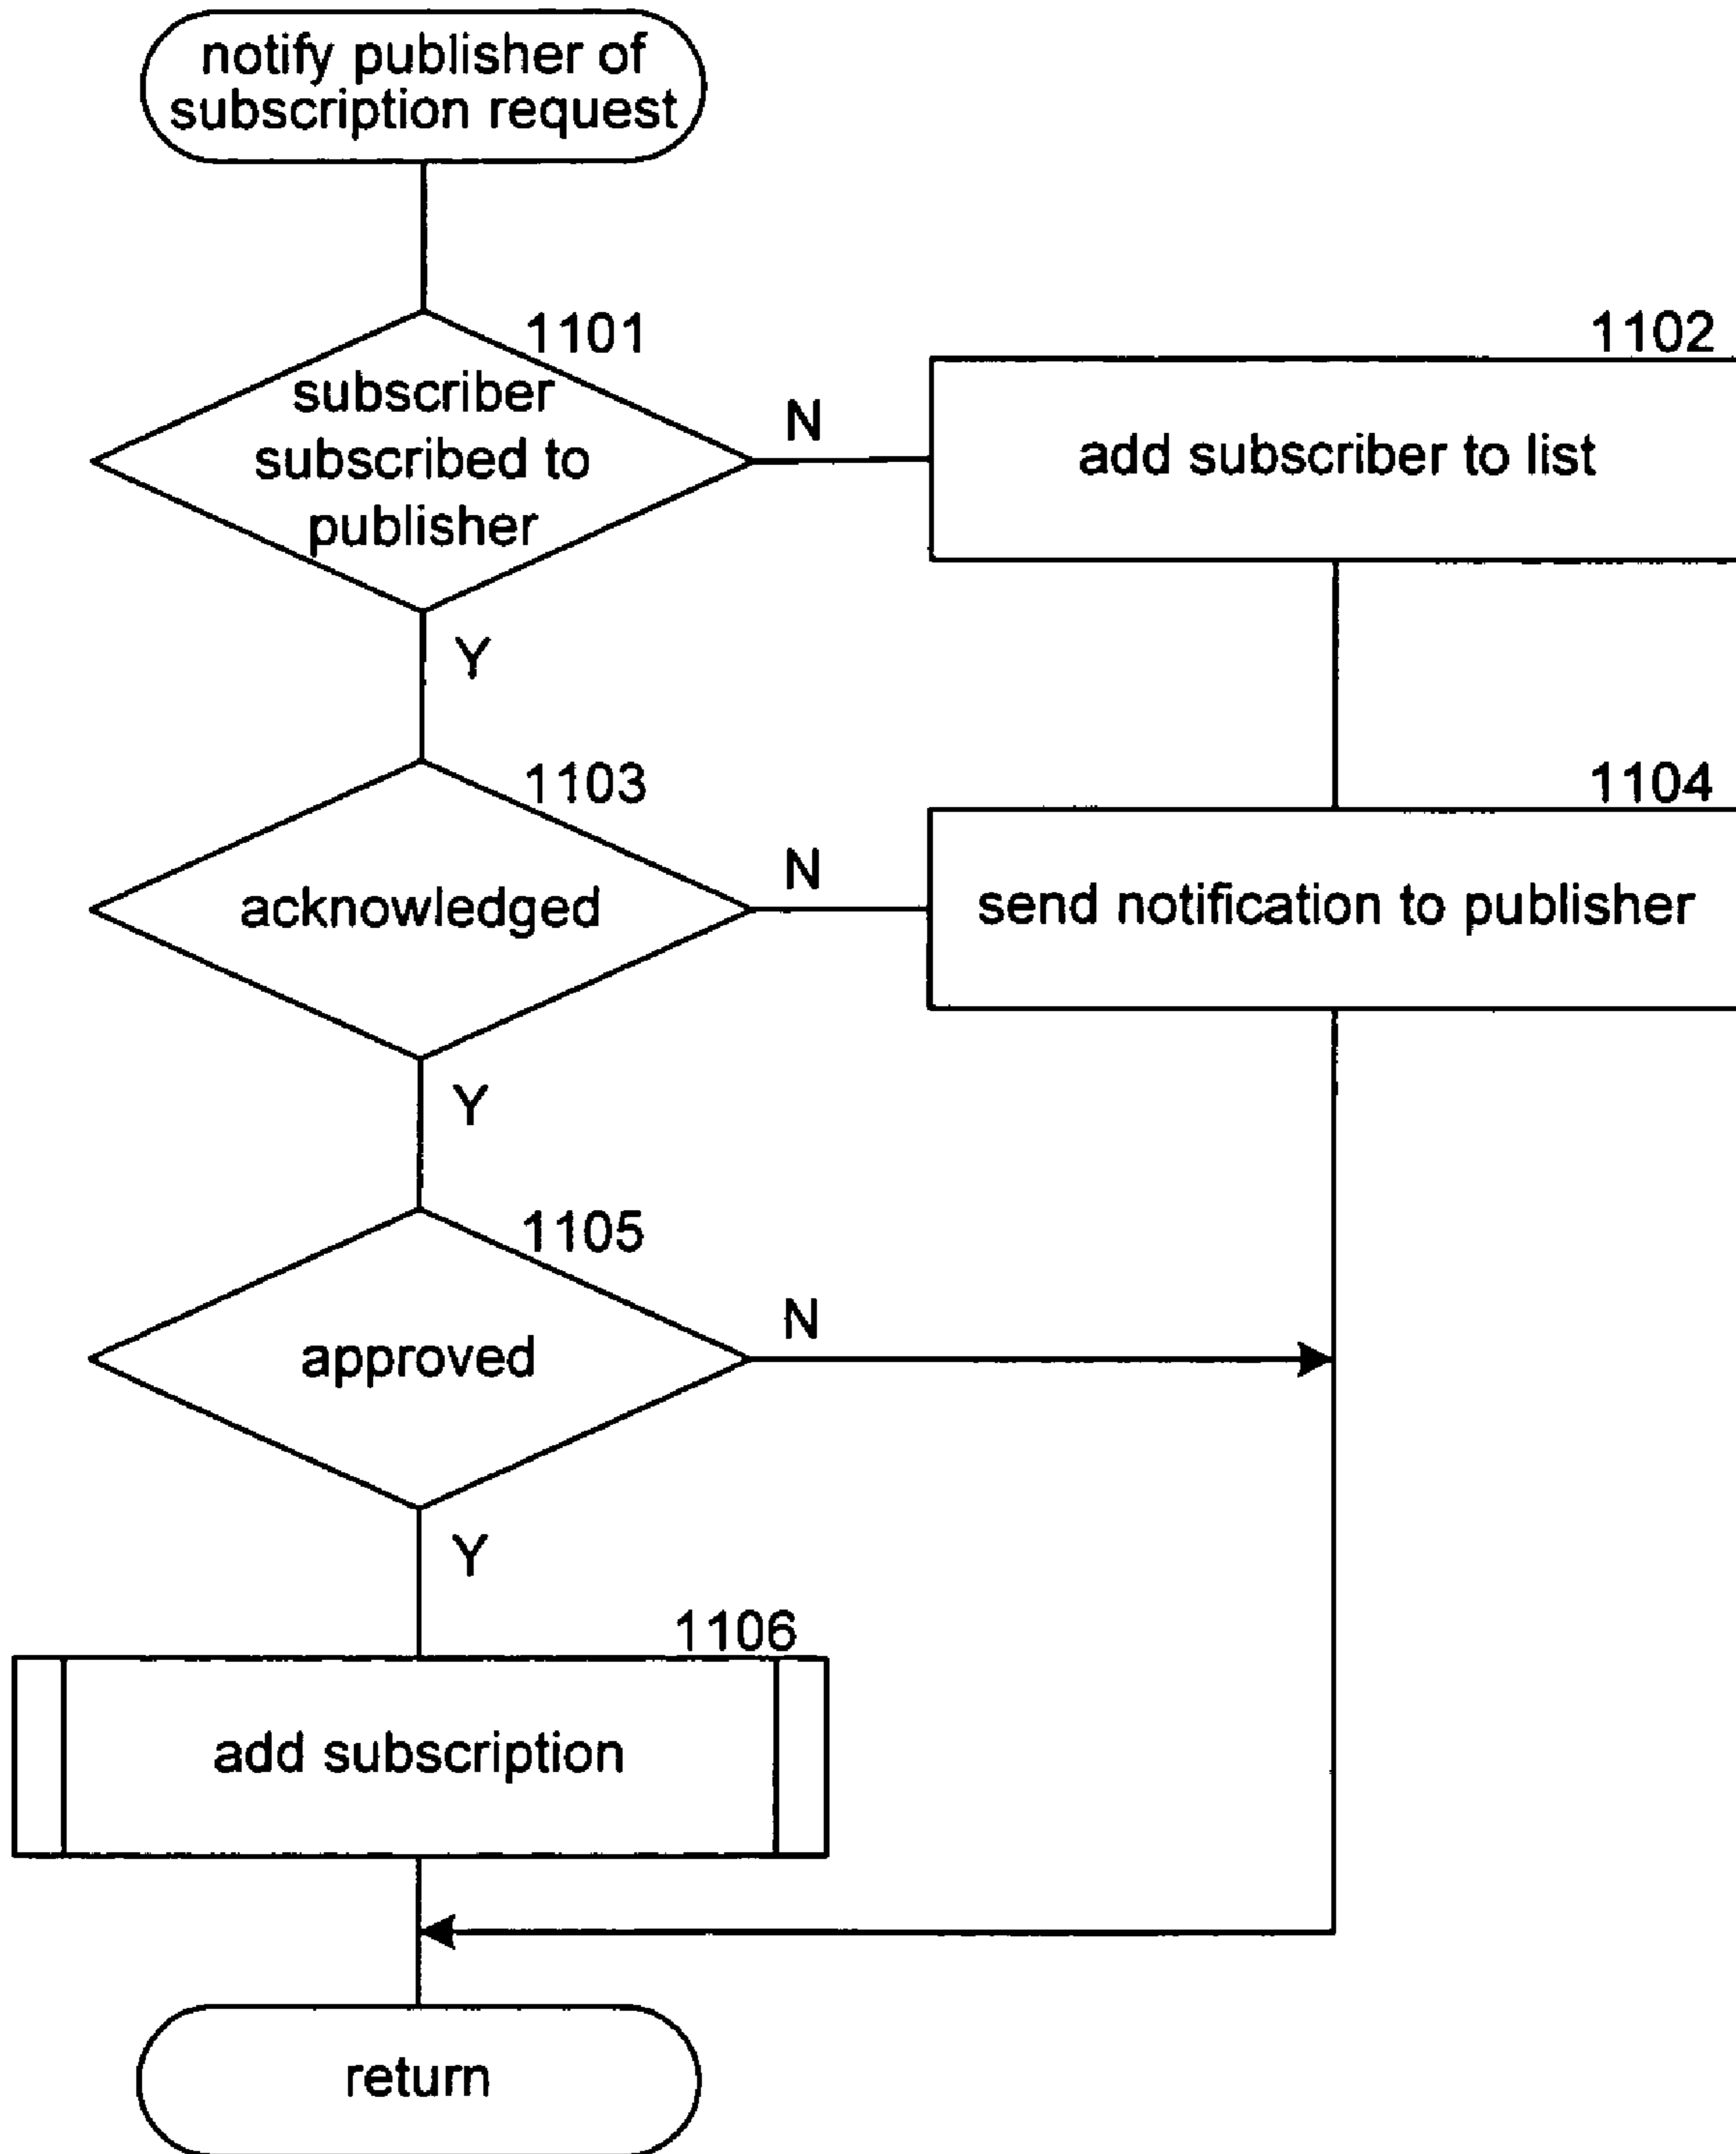 notify publisher of
subscription request
1101
subscriber
subscribed to
publisher
N
1102
add subscriber to list
Y
1103
acknowledged
N
1104
send notification to publisher
Y
1105
approved
N
Y
1106
add subscription
return